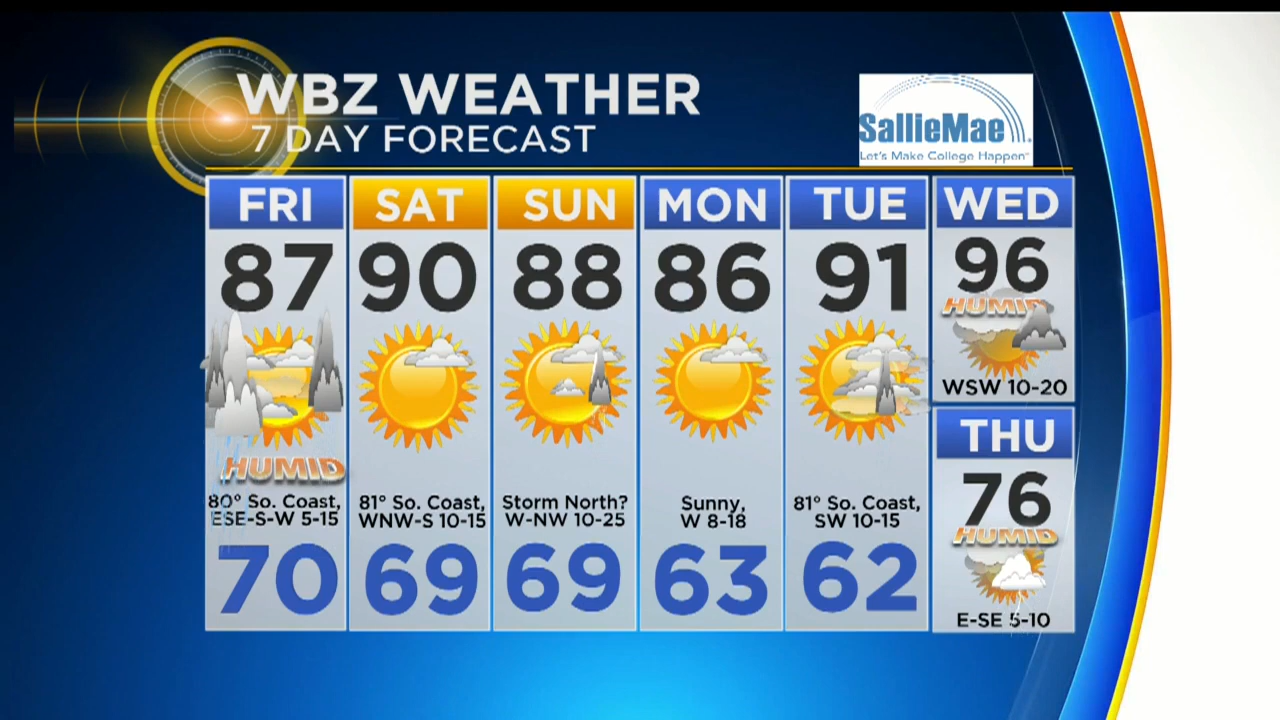 WBZ WEATHER
7 DAY FORECAST
SallieMae
Let's Make College Happen
FRI
87
HUMID
80° So. Coast,
ESE-S-W 5-15
70
SAT
90
81° So. Coast,
WNW-S 10-15
69
SUN
88
Storm North?
W-NW 10-25
69
MON
86
Sunny,
W 8-18
63
TUE
91
81° So. Coast,
SW 10-15
62
WED
96
HUMID
WSW 10-20
THU
76
HUMID
E-SE 5-10